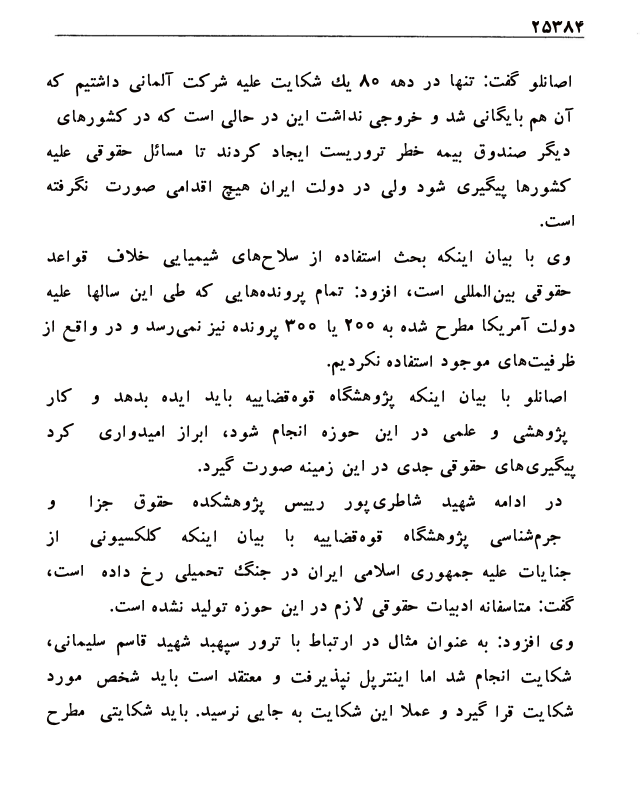 ۲۵۳۸۴
اصانلو گفت: تنها در دهه ۸۰ یك شکایت علیه شرکت آلمانی داشتیم که
آن هم بایگانی شد و خروجی نداشت این در حالی است که در کشورهای
دیگر صندوق بیمه خطر تروریست ایجاد کردند تا مسائل حقوقی علیه
کشورها پیگیری شود ولی در دولت ایران هیچ اقدامی صورت نگرفته
است.
وی با بیان اینکه بحث استفاده از سلاح‌های شیمیایی خلاف قواعد
حقوقی بین‌المللی است، افزود: تمام پرونده‌هایی که طی این سالها علیه
دولت آمریکا مطرح شده به ۲۰۰ یا ۳۰۰ پرونده نیز نمی‌رسد و در واقع از
ظرفیت‌های موجود استفاده نکردیم.
اصانلو با بیان اینکه پژوهشگاه قوه‌قضاییه باید ایده بدهد و کار
پژوهشی و علمی در این حوزه انجام شود، ابراز امیدواری کرد
پیگیری‌های حقوقی جدی در این زمینه صورت گیرد.
در ادامه شهید شاطری‌پور رییس پژوهشکده حقوق جزا و
جرم‌شناسی پژوهشگاه قوه‌قضاییه با بیان اینکه کلکسیونی از
جنایات علیه جمهوری اسلامی ایران در جنگ تحمیلی رخ داده است،
گفت: متاسفانه ادبیات حقوقی لازم در این حوزه تولید نشده است.
وی افزود: به عنوان مثال در ارتباط با ترور سپهبد شهید قاسم سلیمانی،
شکایت انجام شد اما اینترپل نپذیرفت و معتقد است باید شخص مورد
شکایت قرا گیرد و عملا این شکایت به جایی نرسید. باید شکایتی مطرح